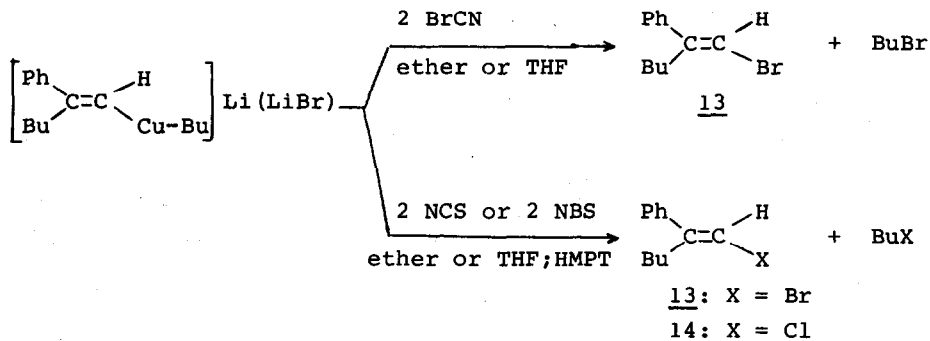 2 BrCN
ether or THF
Ph
H
C=C
Bu
Br
+ BuBr
13
Ph
H
C=C
Bu
Cu-Bu
Li(LiBr)
2 NCS or 2 NBS
ether or THF;HMPT
Ph
H
C=C
Bu
X
+ BuX
13: X = Br
14: X = Cl